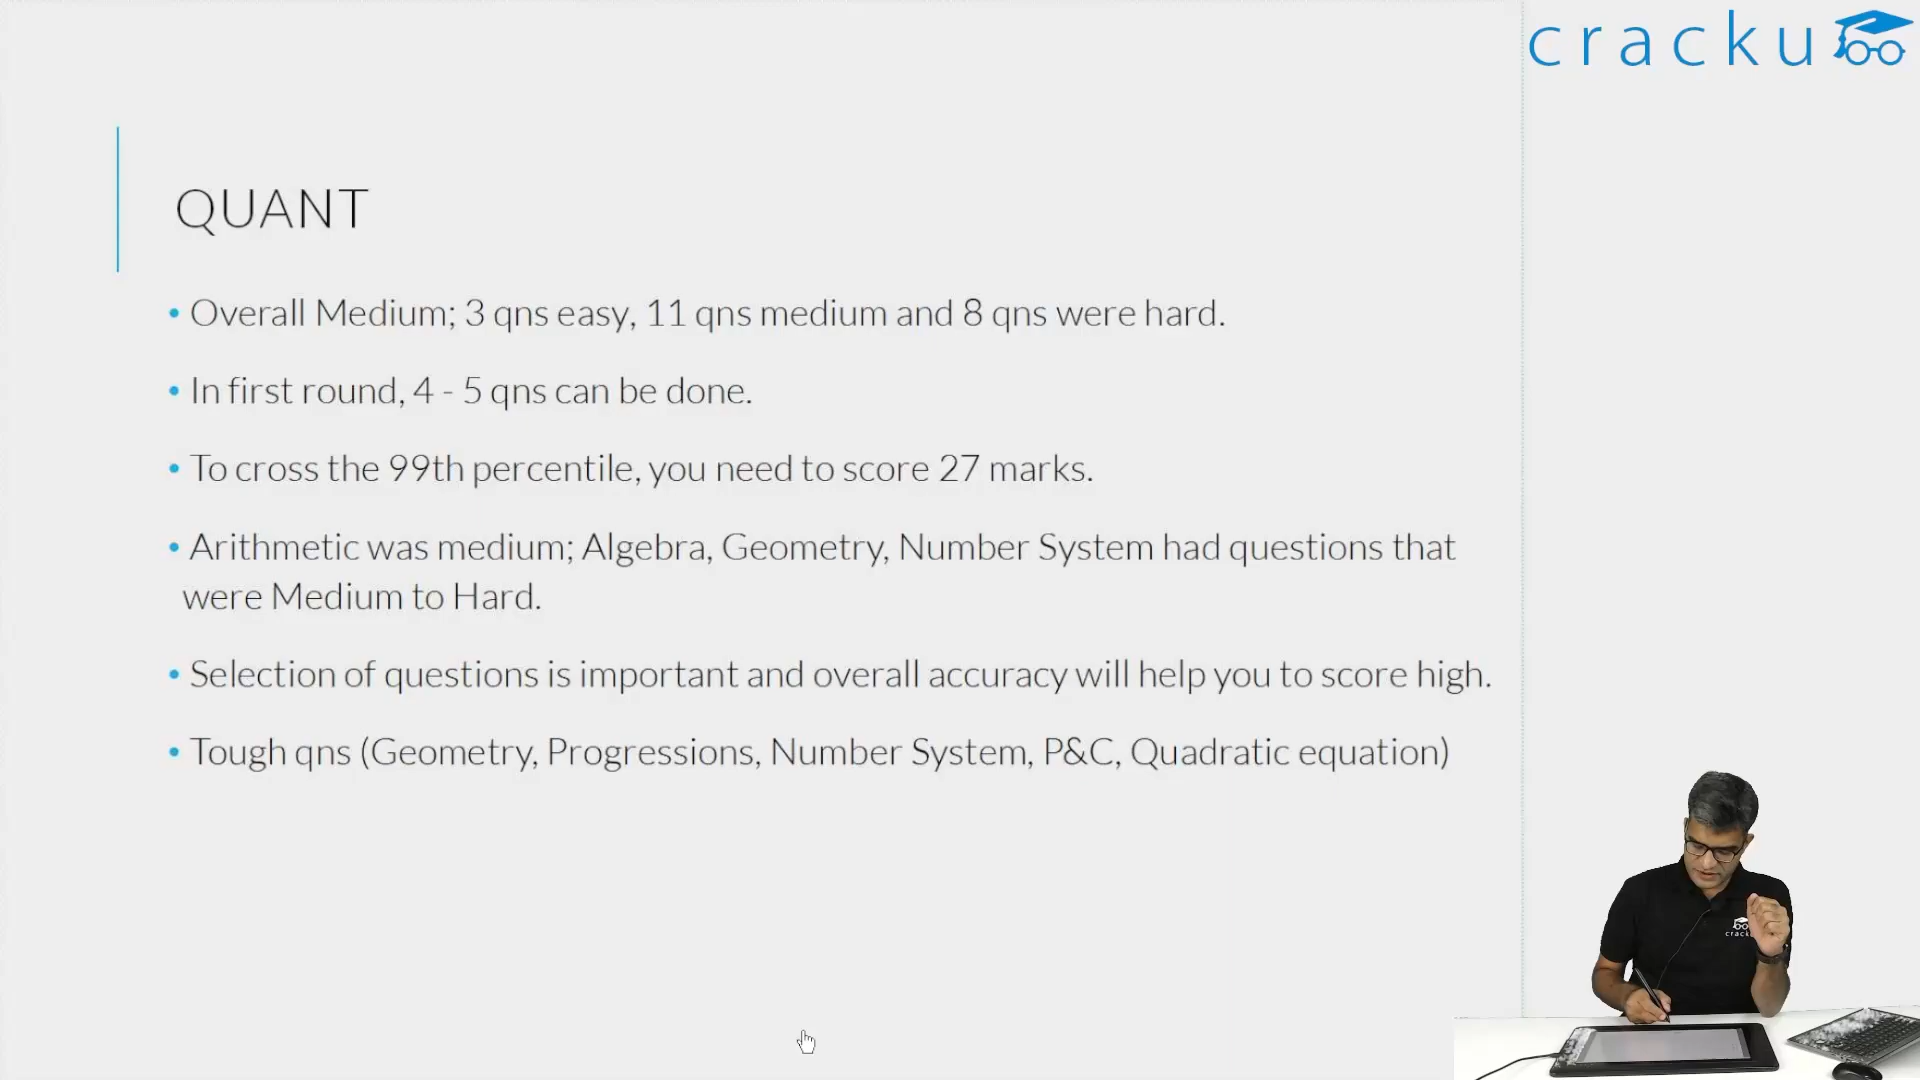 cracku
QUANT
• Overall Medium; 3 qns easy, 11 qns medium and 8 qns were hard.
• In first round, 4 - 5 qns can be done.
• To cross the 99th percentile, you need to score 27 marks.
• Arithmetic was medium; Algebra, Geometry, Number System had questions that
were Medium to Hard.
• Selection of questions is important and overall accuracy will help you to score high.
• Tough qns (Geometry, Progressions, Number System, P&C, Quadratic equation)